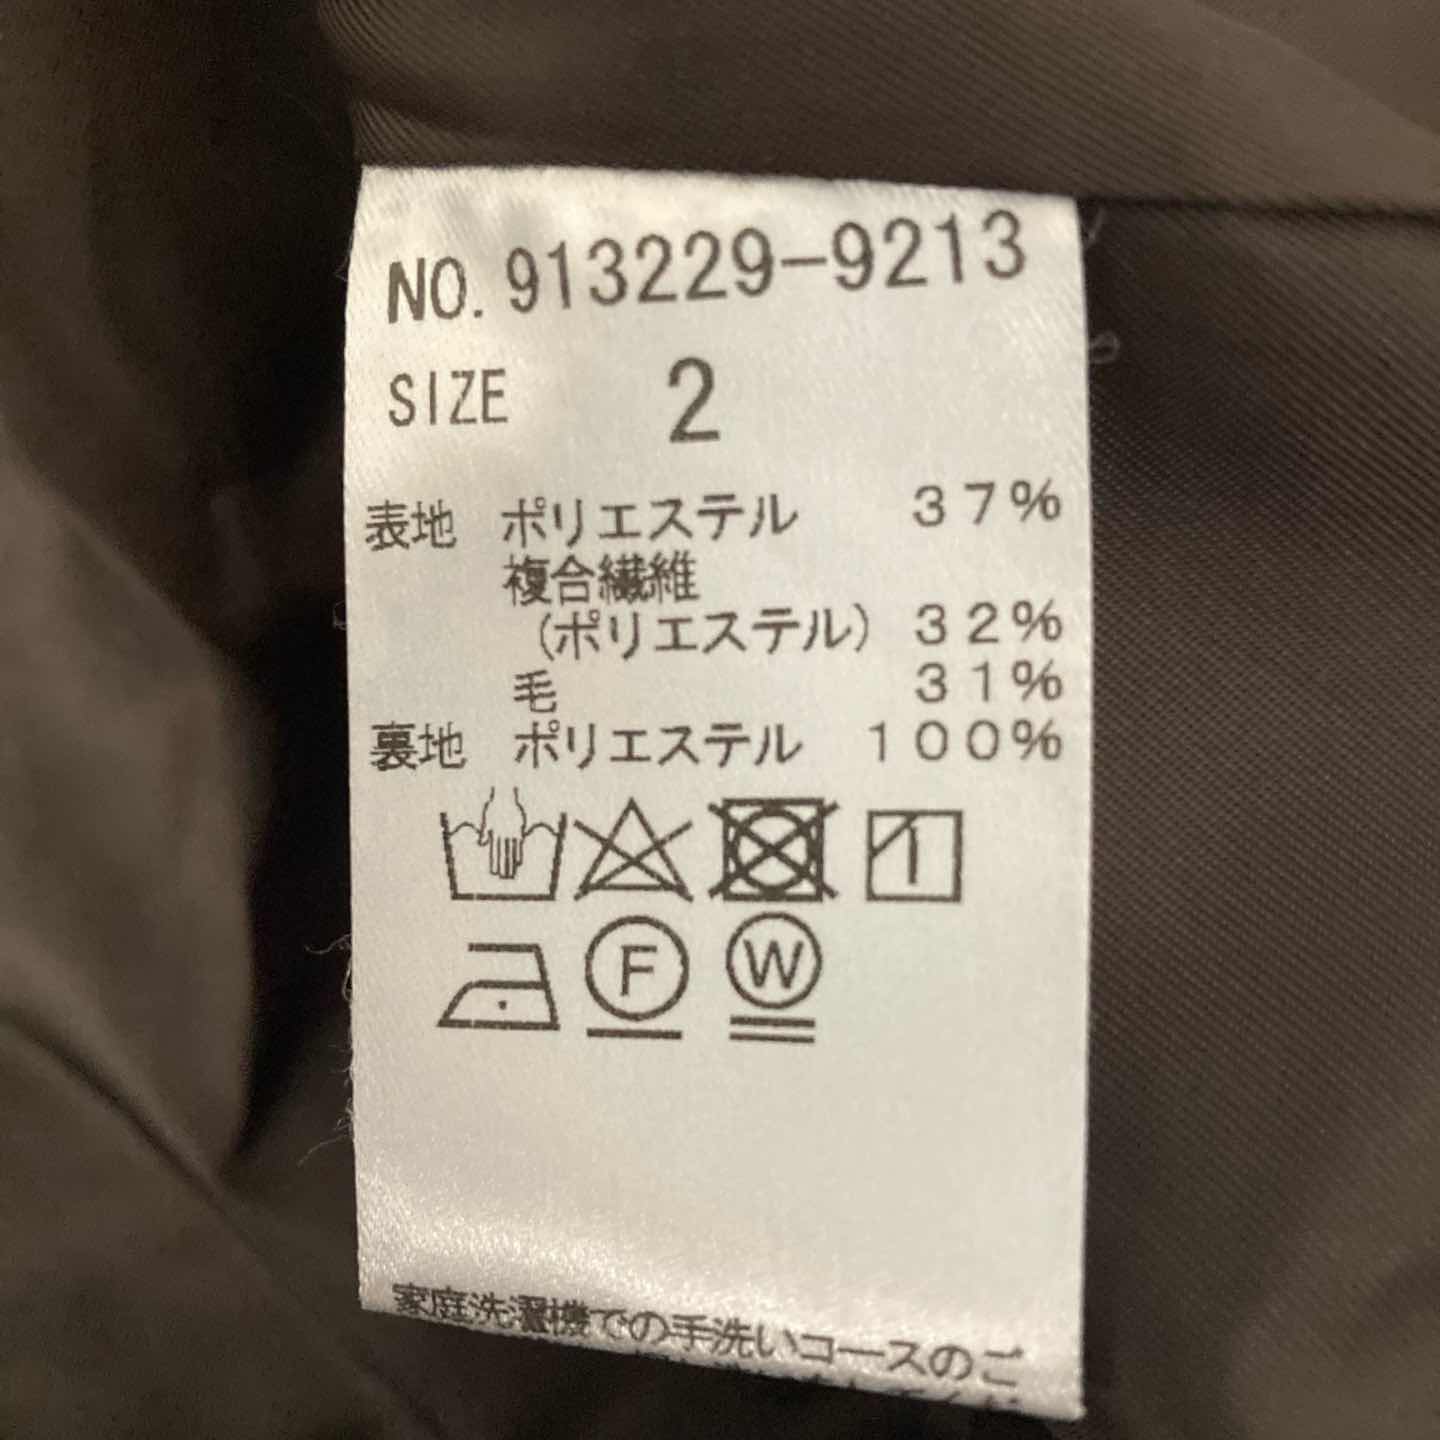 NO. 913229-9213
SIZE 2
表地 ポリエステル 37%
複合繊維
(ポリエステル) 32%
毛 31%
裏地 ポリエステル 100%
F W
家庭洗濯機での手洗いコースのご